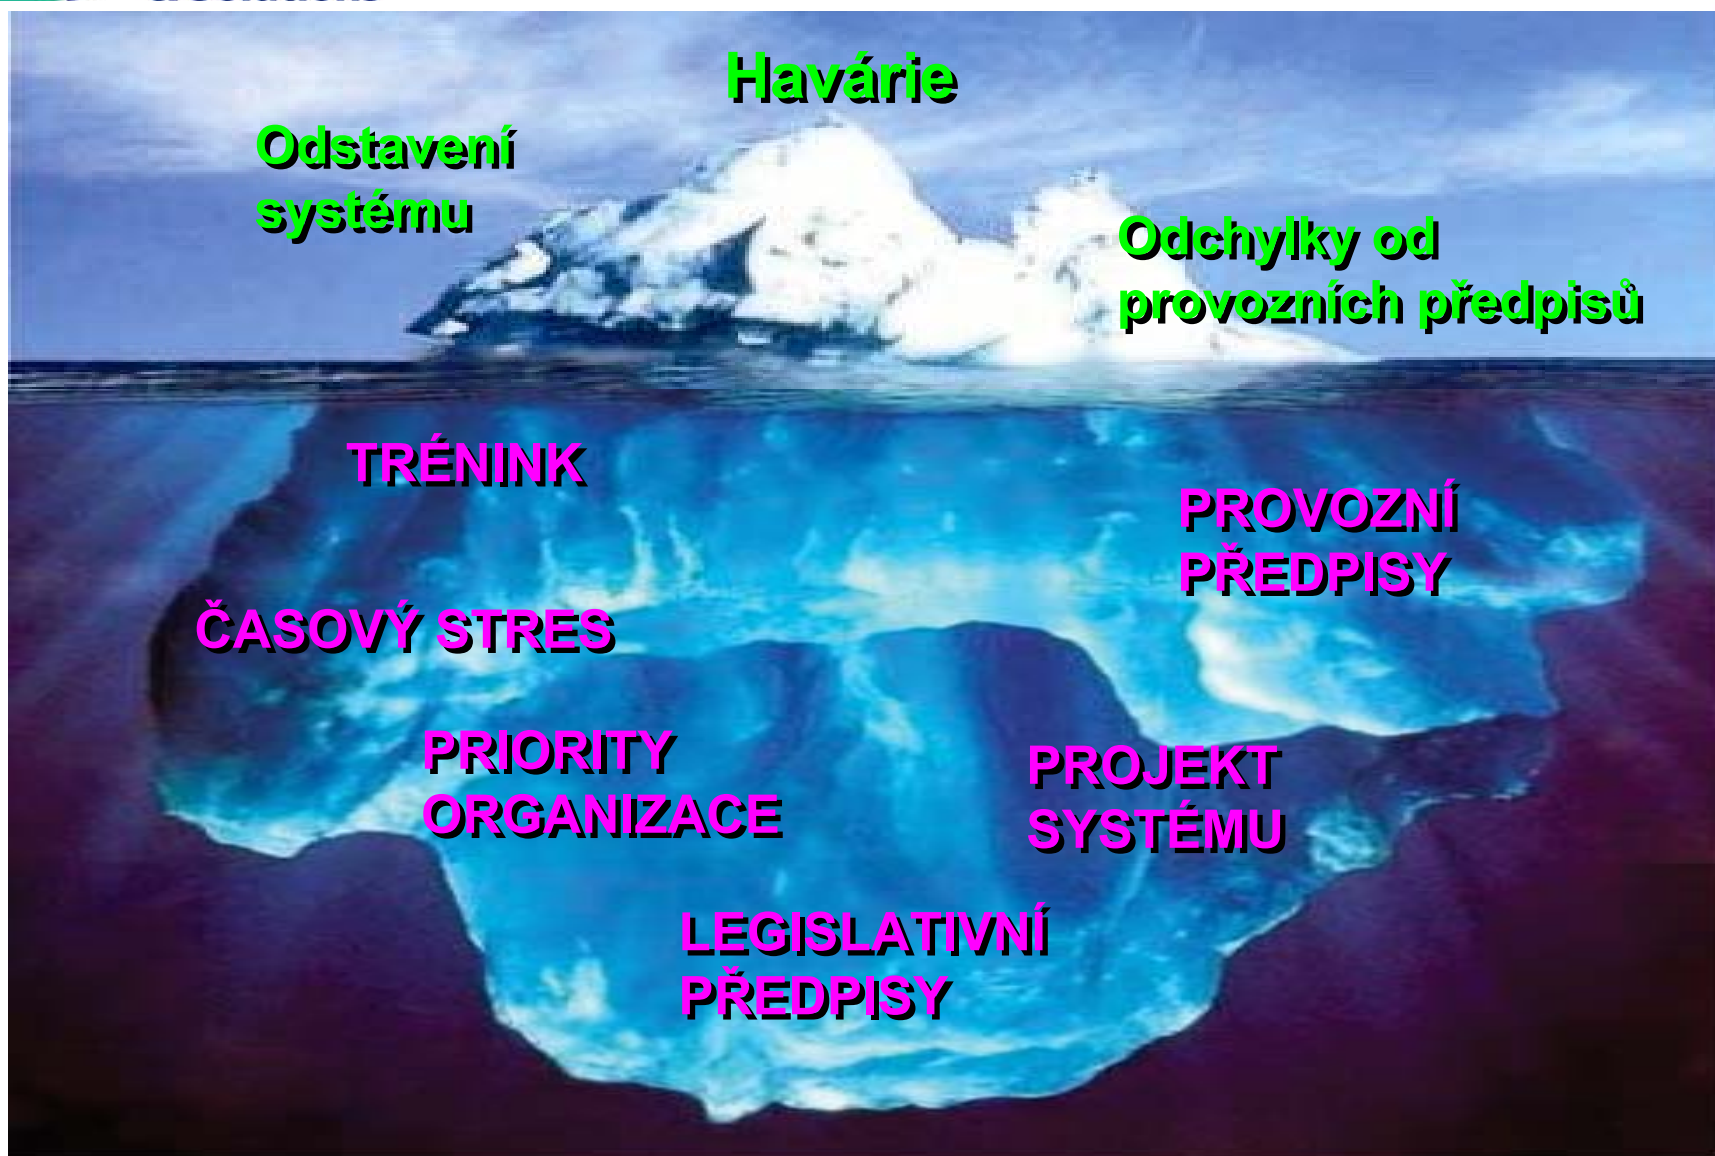 Havárie
Odstavení
systému
Odchylky od
provozních předpisů
TRÉNINK
PROVOZNÍ
PŘEDPISY
ČASOVÝ STRES
PRIORITY
ORGANIZACE
PROJEKT
SYSTÉMU
LEGISLATIVNÍ
PŘEDPISY